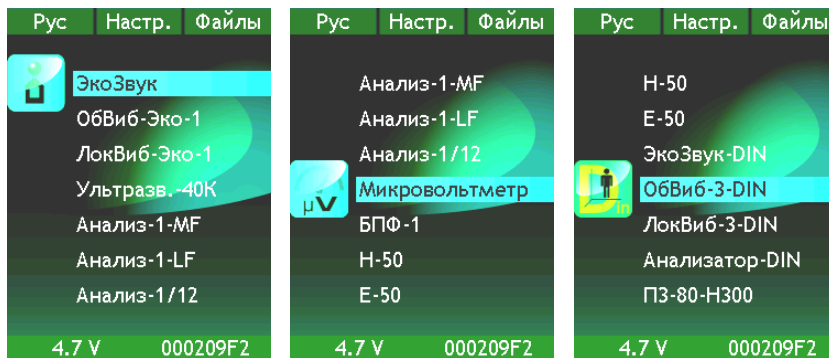 Рус Настр. Файлы
ЭкоЗвук
ОбВиб-Эко-1
ЛокВиб-Эко-1
Ультразв.-40К
Анализ-1-MF
Анализ-1-LF
Анализ-1/12
4.7 V 000209F2
Рус Настр. Файлы
Анализ-1-MF
Анализ-1-LF
Анализ-1/12
μV
Микровольтметр
БПФ-1
Н-50
Е-50
4.7 V 000209F2
Рус Настр. Файлы
Н-50
Е-50
ЭкоЗвук-DIN
Din
ОбВиб-3-DIN
ЛокВиб-3-DIN
Анализатор-DIN
П3-80-Н300
4.7 V 000209F2